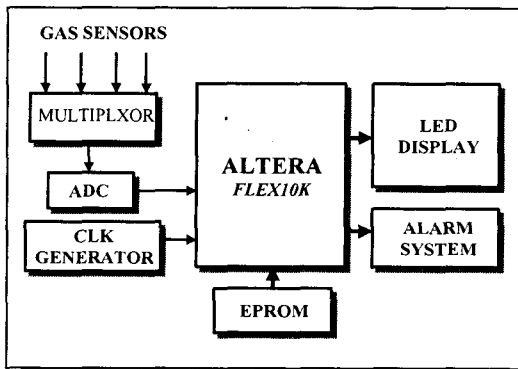 GAS SENSORS
MULTIPLXOR
ADC
CLK
GENERATOR
ALTERA
FLEX10K
EPROM
LED
DISPLAY
ALARM
SYSTEM